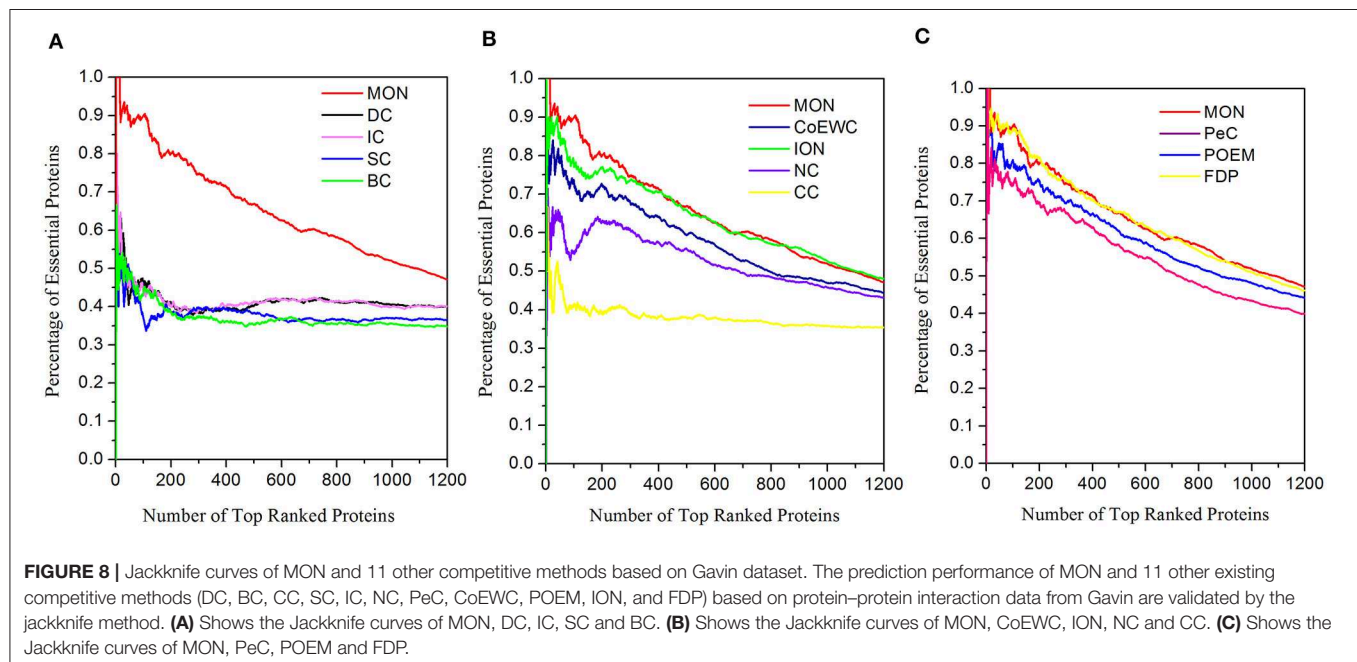 A
1.0
0.9
0.8
0.7
0.6
0.5
0.4
0.3
0.2
0.1
0.0
0 200 400 600 800 1000 1200
Percentage of Essential Proteins
Number of Top Ranked Proteins
MON
DC
IC
SC
BC
B
1.0
0.9
0.8
0.7
0.6
0.5
0.4
0.3
0.2
0.1
0.0
0 200 400 600 800 1000 1200
Percentage of Essential Proteins
Number of Top Ranked Proteins
MON
CoEWC
ION
NC
CC
C
1.0
0.9
0.8
0.7
0.6
0.5
0.4
0.3
0.2
0.1
0.0
0 200 400 600 800 1000 1200
Percentage of Essential Proteins
Number of Top Ranked Proteins
MON
PeC
POEM
FDP
FIGURE 8 | Jackknife curves of MON and 11 other competitive methods based on Gavin dataset. The prediction performance of MON and 11 other existing
competitive methods (DC, BC, CC, SC, IC, NC, PeC, CoEWC, POEM, ION, and FDP) based on protein–protein interaction data from Gavin are validated by the
jackknife method. (A) Shows the Jackknife curves of MON, DC, IC, SC and BC. (B) Shows the Jackknife curves of MON, CoEWC, ION, NC and CC. (C) Shows the
Jackknife curves of MON, PeC, POEM and FDP.